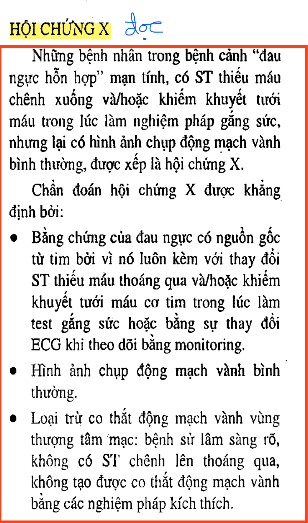 HỘI CHỨNG X đọc
Những bệnh nhân trong bệnh cảnh “đau
ngực hỗn hợp” mạn tính, có ST thiếu máu
chênh xuống và/hoặc khiếm khuyết tưới
máu trong lúc làm nghiệm pháp gắng sức,
nhưng lại có hình ảnh chụp động mạch vành
bình thường, được xếp là hội chứng X.
Chẩn đoán hội chứng X được khẳng
định bởi:
● Bằng chứng của đau ngực có nguồn gốc
từ tim bởi vì nó luôn kèm với thay đổi
ST thiếu máu thoáng qua và/hoặc khiếm
khuyết tưới máu cơ tim trong lúc làm
test gắng sức hoặc bằng sự thay đổi
ECG khi theo dõi bằng monitoring.
● Hình ảnh chụp động mạch vành bình
thường.
● Loại trừ co thắt động mạch vành vùng
thượng tâm mạc: bệnh sử lâm sàng rõ,
không có ST chênh lên thoáng qua,
không tạo được co thắt động mạch vành
bằng các nghiệm pháp kích thích.